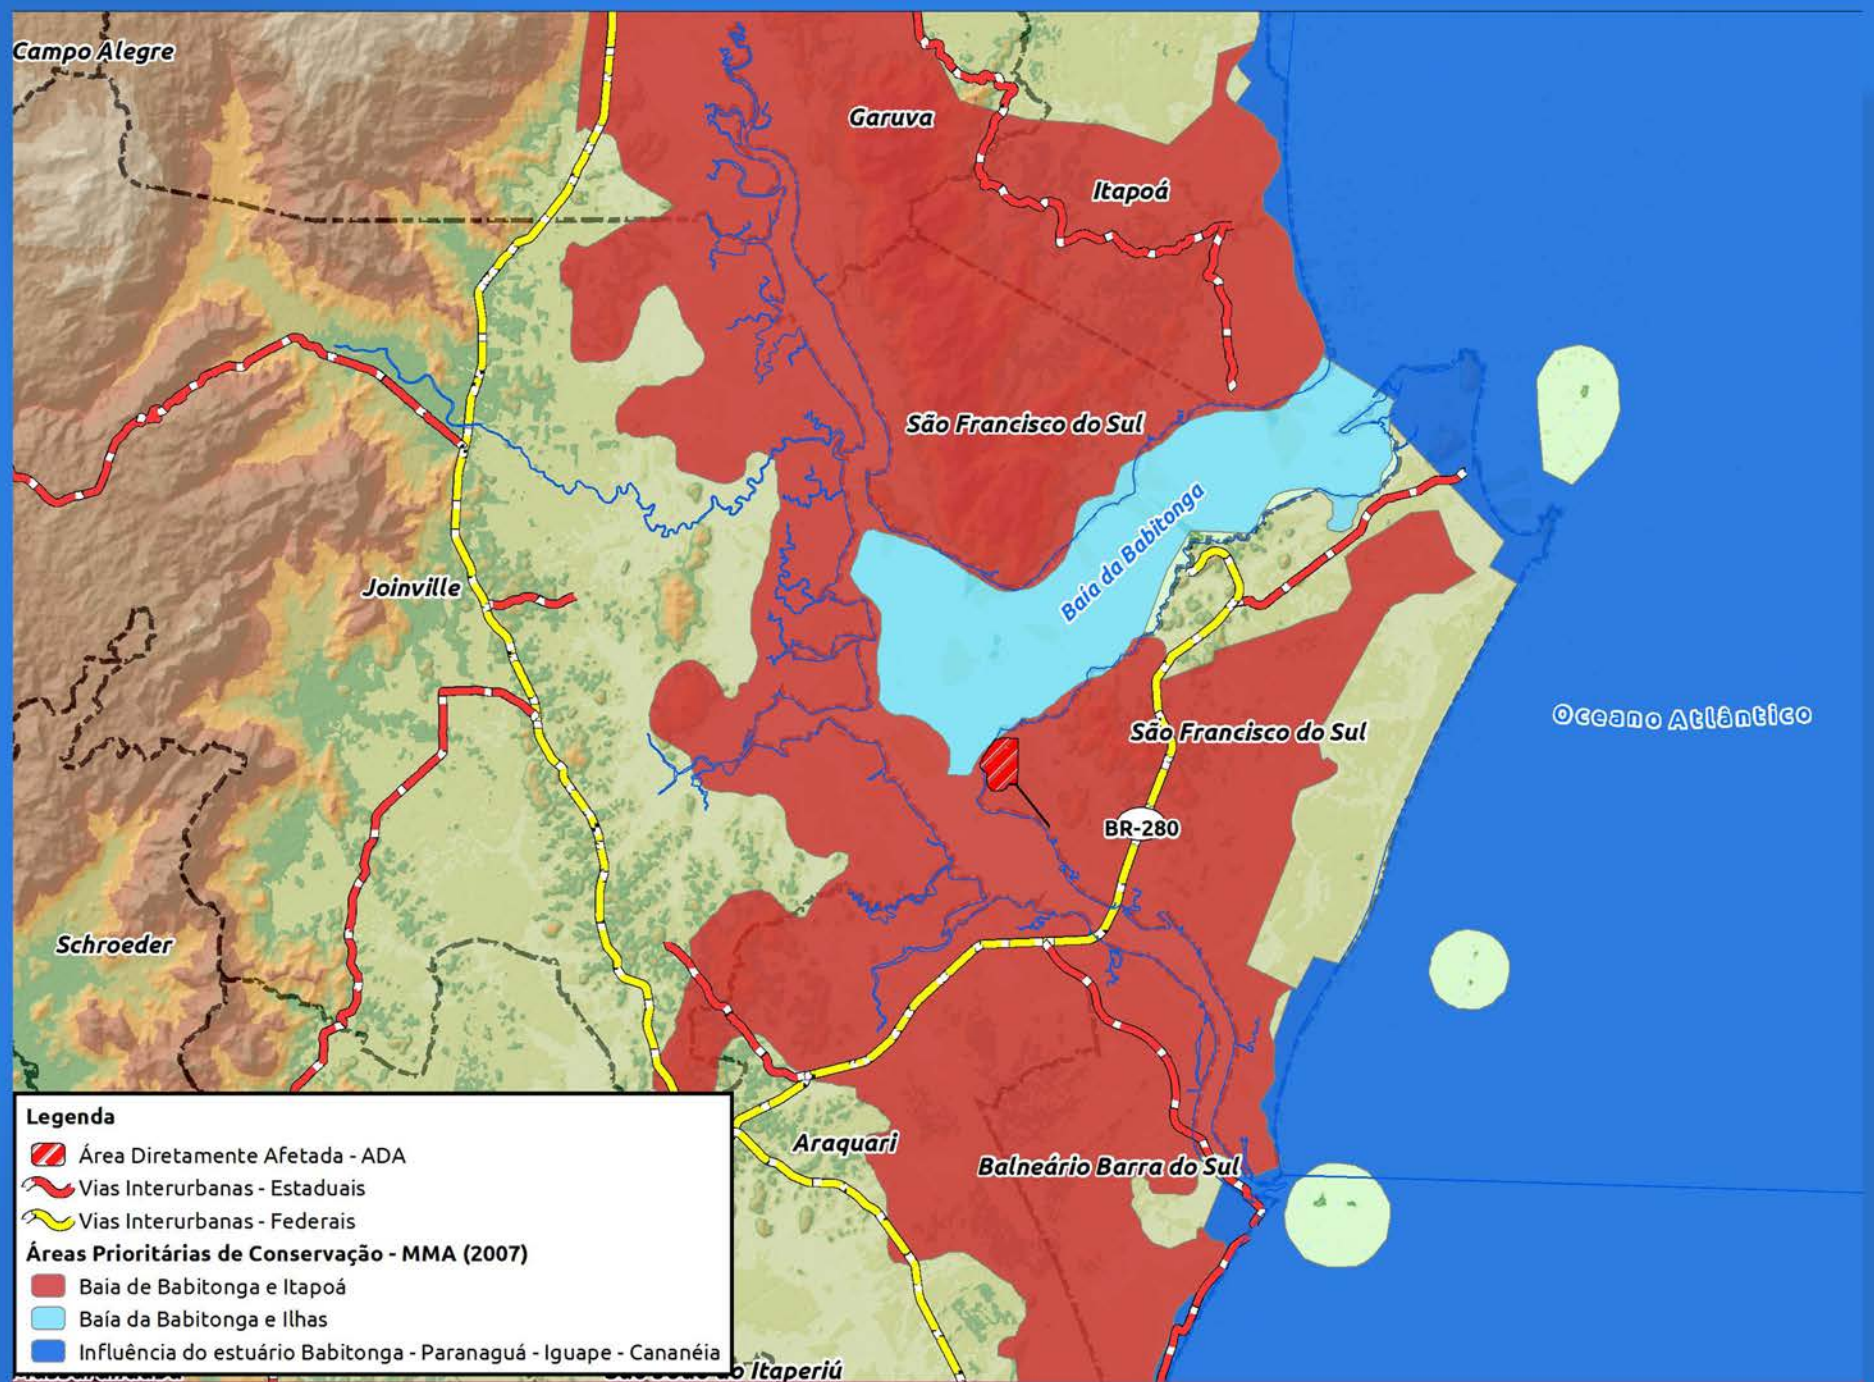 Campo Alegre
Garuva
Itapoá
São Francisco do Sul
Baía da Babitonga
Joinville
São Francisco do Sul
Oceano Atlântico
BR-280
Schroeder
Araquari
Balneário Barra do Sul
Legenda
Área Diretamente Afetada - ADA
Vias Interurbanas - Estaduais
Vias Interurbanas - Federais
Áreas Prioritárias de Conservação - MMA (2007)
Baia de Babitonga e Itapoá
Baía da Babitonga e Ilhas
Influência do estuário Babitonga - Paranaguá - Iguape - Cananéia
Itaperiú